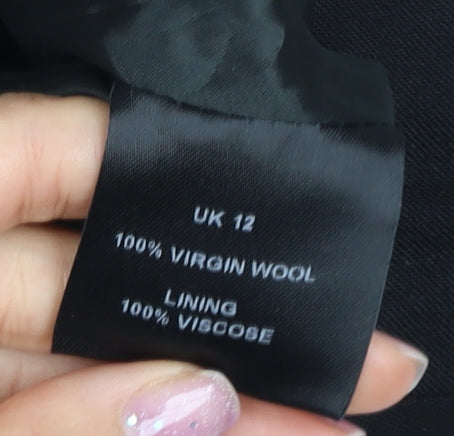 UK 12
100% VIRGIN WOOL
LINING
100% VISCOSE